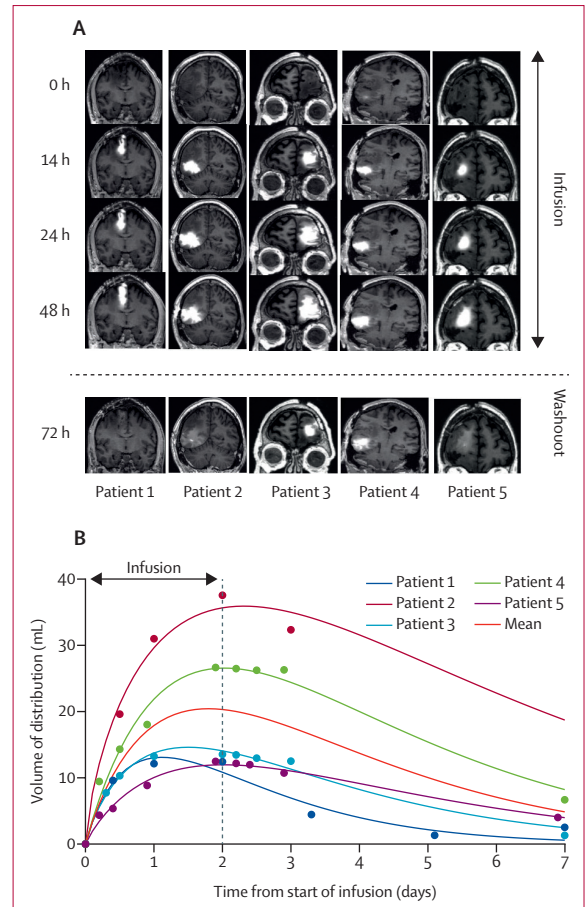 A
0 h
14 h
24 h
48 h
Infusion
72 h
Washouot
Patient 1 Patient 2 Patient 3 Patient 4 Patient 5
B
Infusion
Patient 1 Patient 4
Patient 2 Patient 5
Patient 3 Mean
Volume of distribution (mL)
40
30
20
10
0
0 1 2 3 4 5 6 7
Time from start of infusion (days)